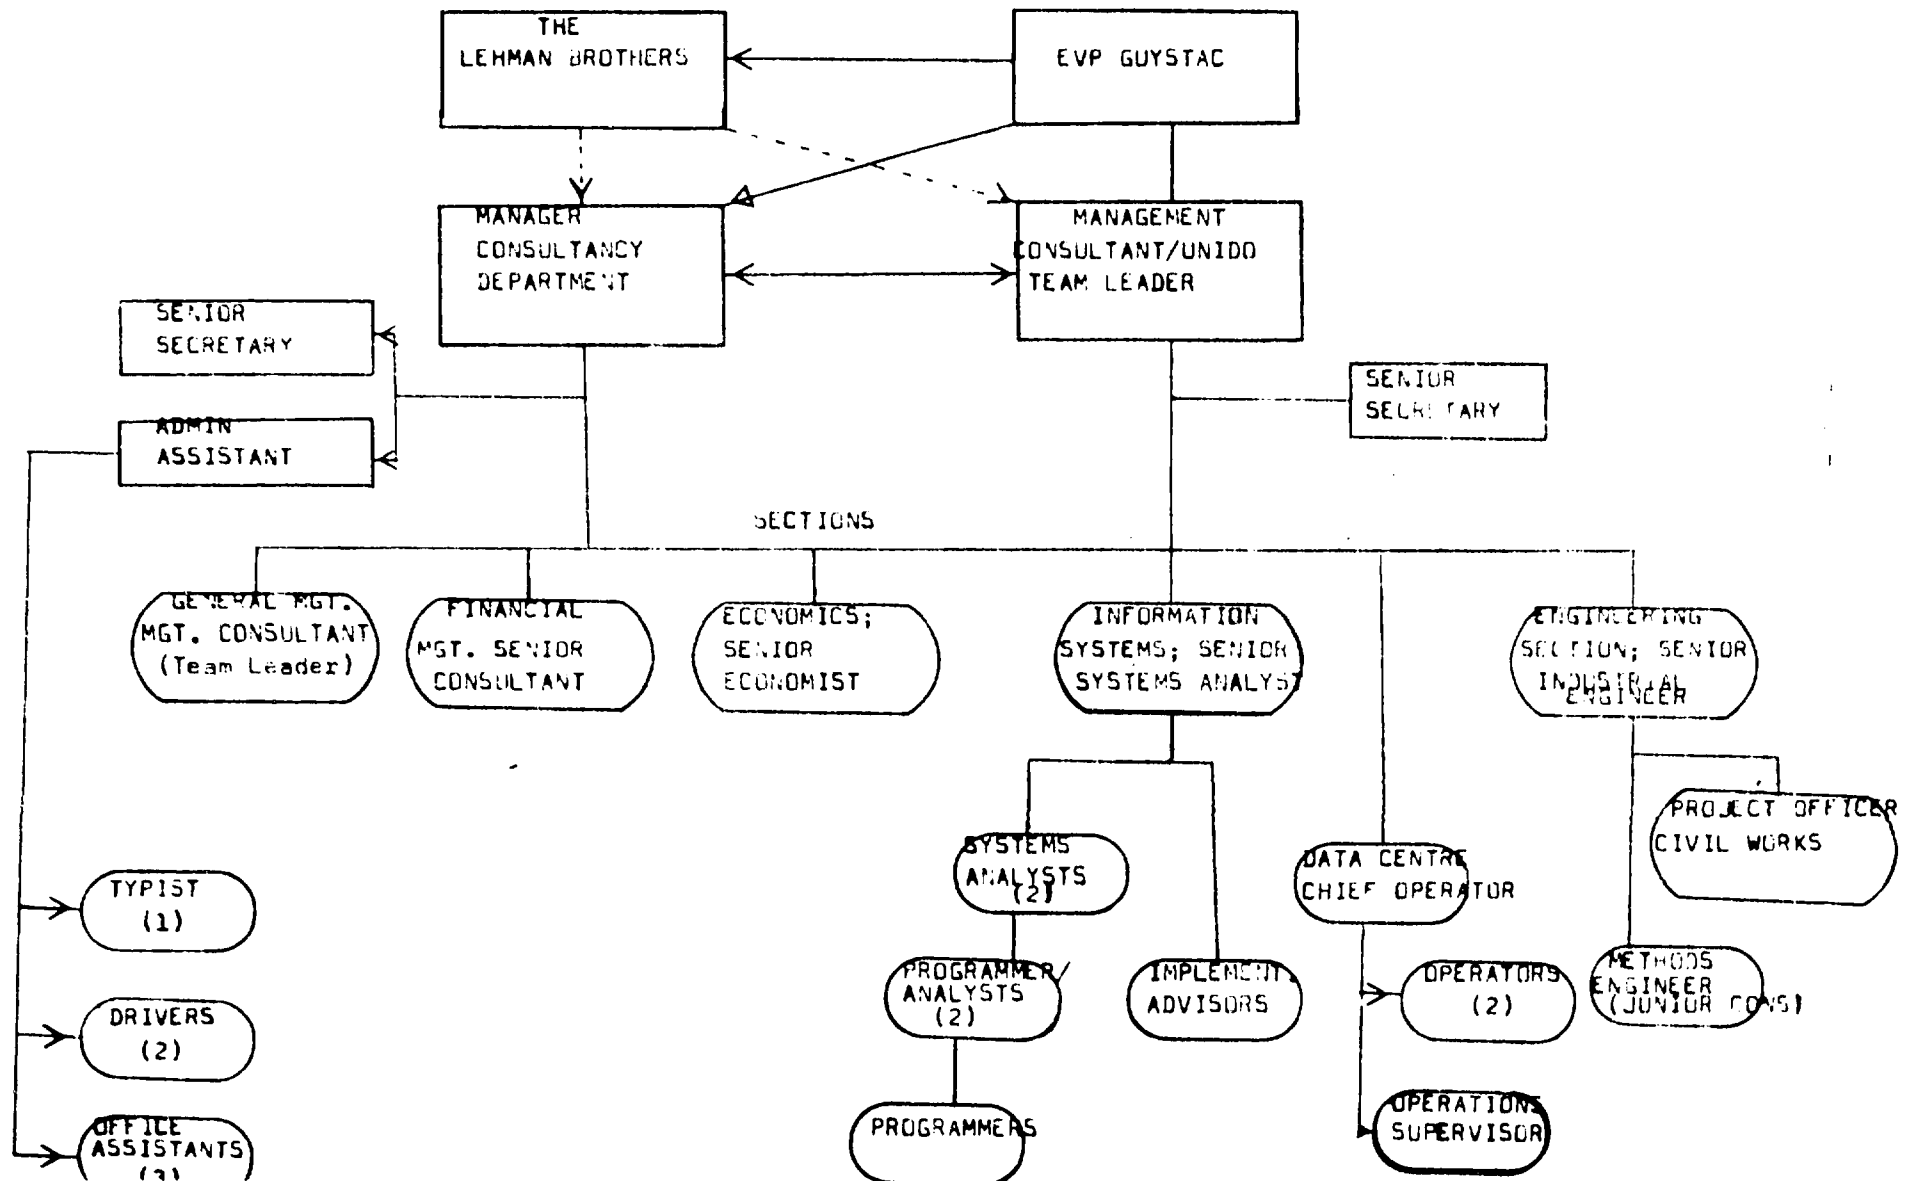 THE
LEHMAN BROTHERS
EVP GUYSTAC
MANAGER
CONSULTANCY
DEPARTMENT
MANAGEMENT
CONSULTANT/UNIDO
TEAM LEADER
SENIOR
SECRETARY
ADMIN
ASSISTANT
SENIOR
SECRETARY
SECTIONS
GENERAL MGT.
MGT. CONSULTANT
(Team Leader)
FINANCIAL
MGT. SENIOR
CONSULTANT
ECONOMICS;
SENIOR
ECONOMIST
INFORMATION
SYSTEMS; SENIOR
SYSTEMS ANALYST
ENGINEERING
SECTION; SENIOR
INDUSTRIAL
ENGINEER
PROJECT OFFICER
CIVIL WORKS
SYSTEMS
ANALYSTS
(2)
DATA CENTRE
CHIEF OPERATOR
TYPIST
(1)
PROGRAMMER/
ANALYSTS
(2)
IMPLEMENT.
ADVISORS
OPERATORS
(2)
METHODS
ENGINEER
(JUNIOR CONS)
DRIVERS
(2)
PROGRAMMERS
OPERATIONS
SUPERVISOR
OFFICE
ASSISTANTS
(3)